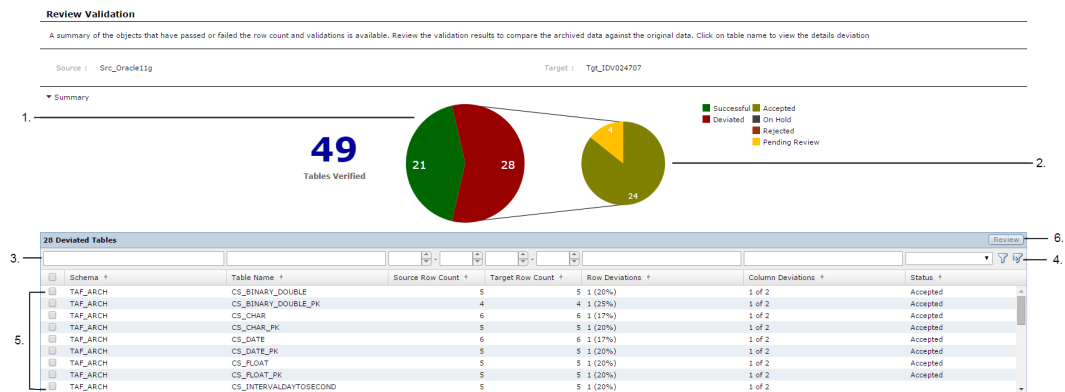 Review Validation
A summary of the objects that have passed or failed the row count and validations is available. Review the validation results to compare the archived data against the original data. Click on table name to view the details deviation
Source : Src_Oracle11g Target : Tgt_IDV024707
Summary
1.
49
Tables Verified
21 28
4
24
Successful Accepted
Deviated On Hold
Rejected
Pending Review
2.
28 Deviated Tables Review
6.
3.
- -
4.
Schema Table Name Source Row Count Target Row Count Row Deviations Column Deviations Status
TAF_ARCH CS_BINARY_DOUBLE 5 5 1 (20%) 1 of 2 Accepted
TAF_ARCH CS_BINARY_DOUBLE_PK 4 4 1 (25%) 1 of 2 Accepted
TAF_ARCH CS_CHAR 6 6 1 (17%) 1 of 2 Accepted
TAF_ARCH CS_CHAR_PK 5 5 1 (20%) 1 of 2 Accepted
TAF_ARCH CS_DATE 6 6 1 (17%) 1 of 2 Accepted
5.
TAF_ARCH CS_DATE_PK 5 5 1 (20%) 1 of 2 Accepted
TAF_ARCH CS_FLOAT 5 5 1 (20%) 1 of 2 Accepted
TAF_ARCH CS_FLOAT_PK 5 5 1 (20%) 1 of 2 Accepted
TAF_ARCH CS_INTERVALDAYTOSECOND 5 5 1 (20%) 1 of 2